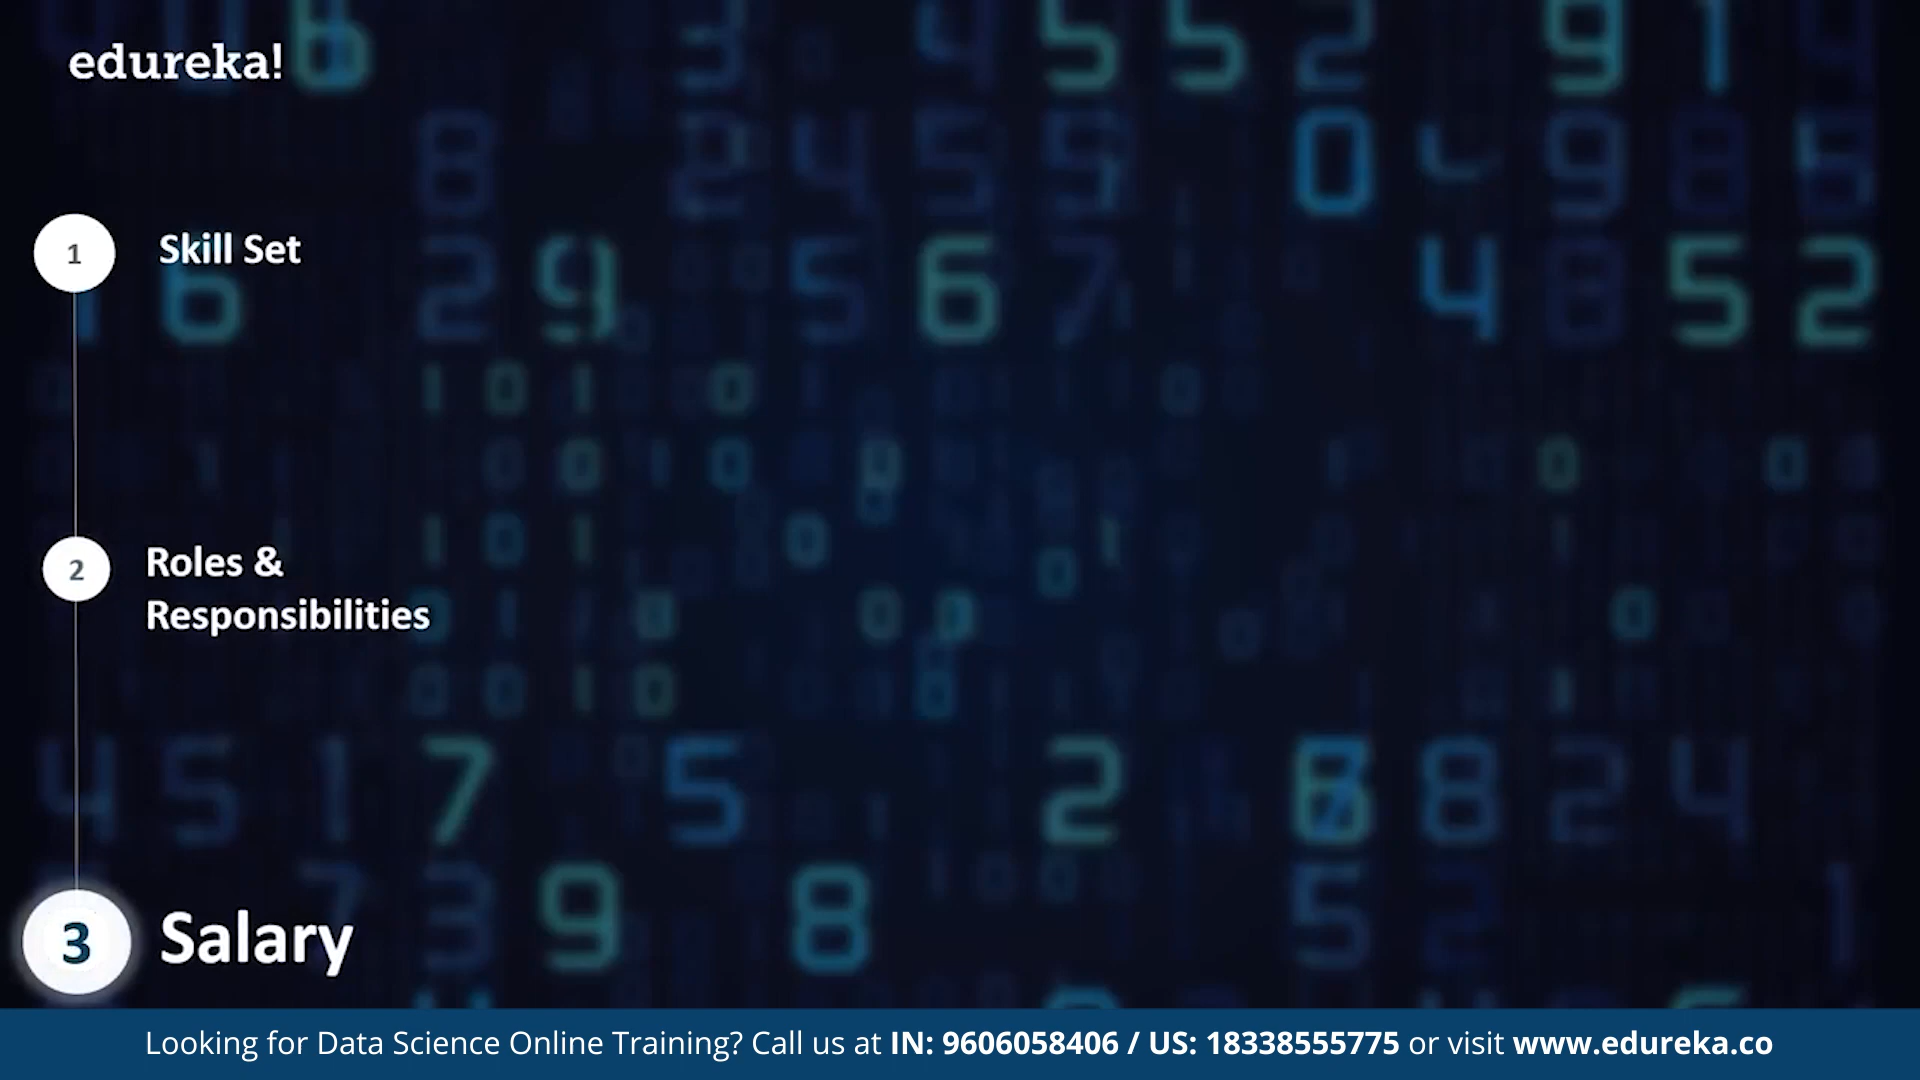 edureka!
1
Skill Set
2
Roles &
Responsibilities
3
Salary
Looking for Data Science Online Training? Call us at IN: 9606058406 / US: 18338555775 or visit www.edureka.co